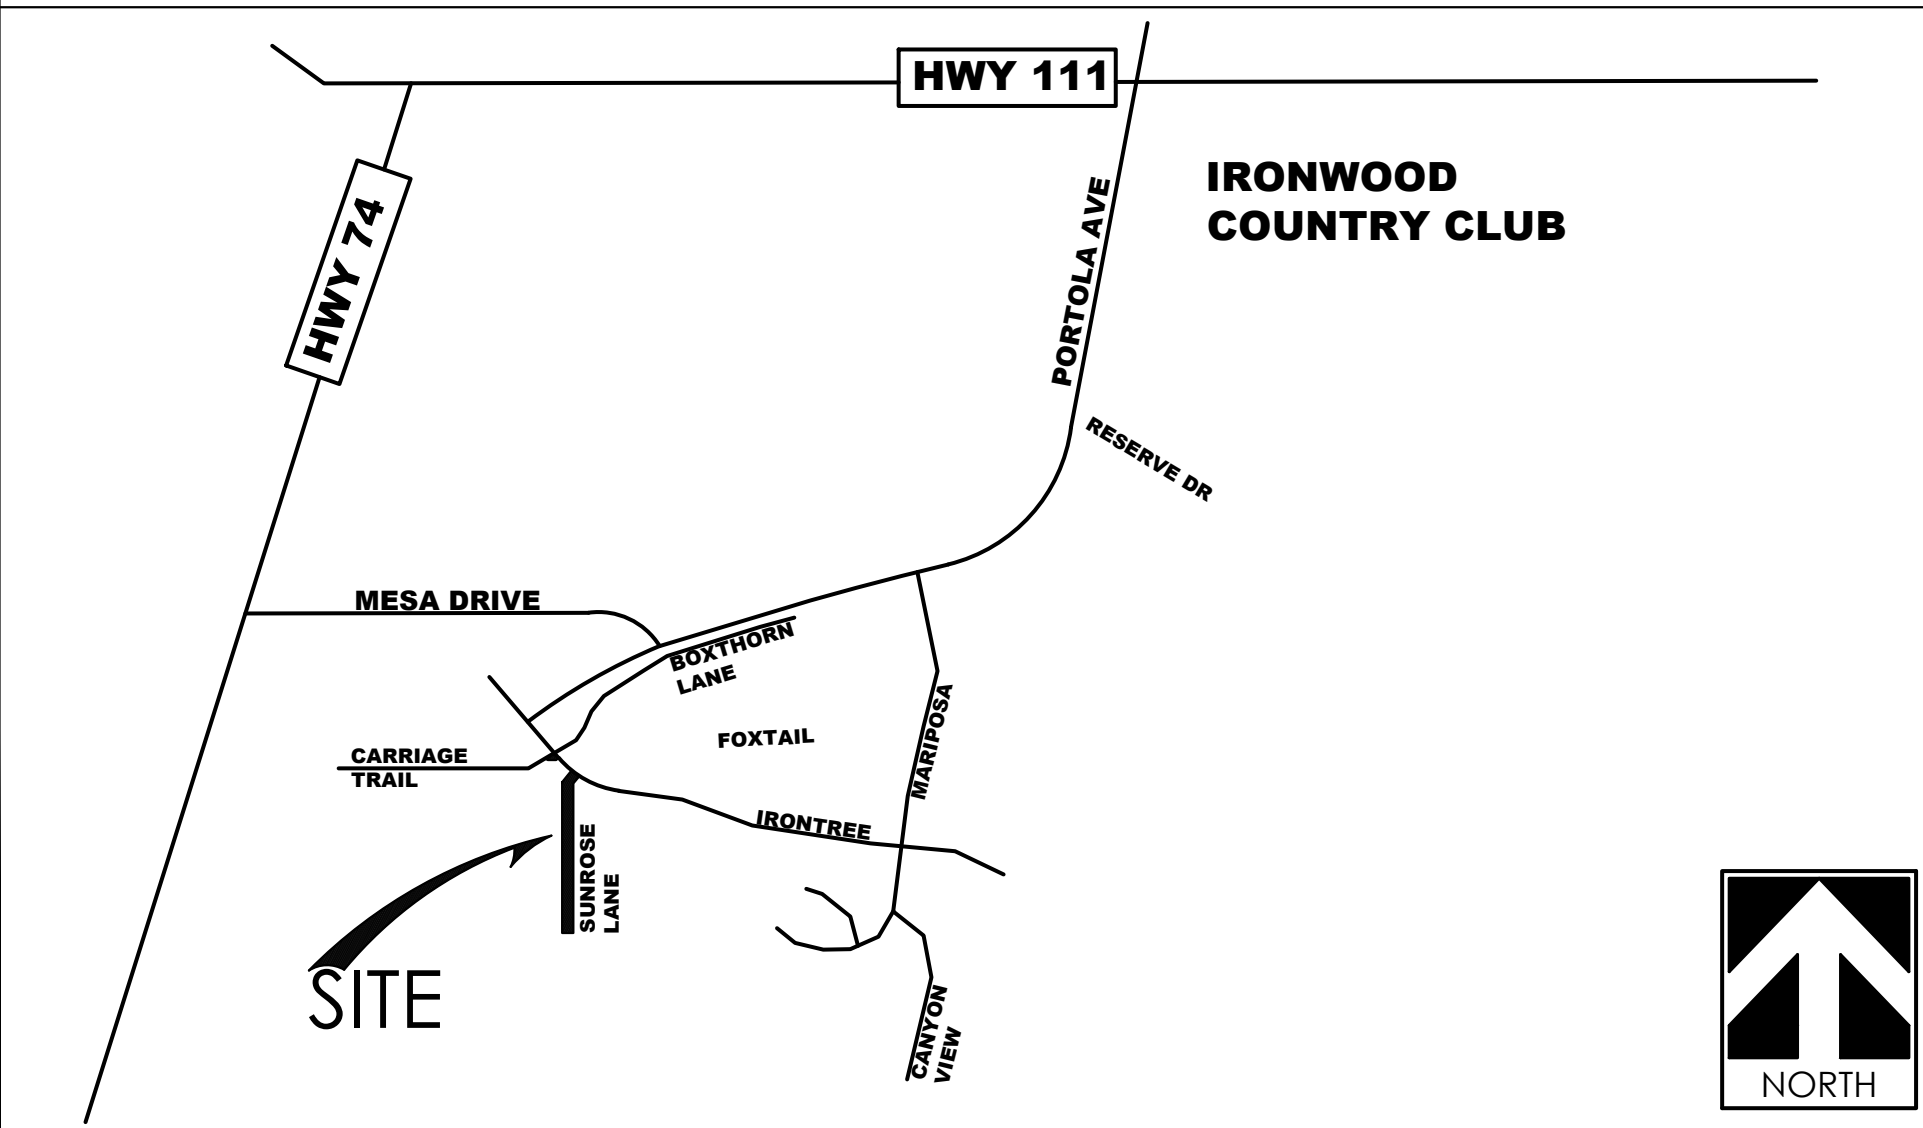 HWY 111
IRONWOOD
COUNTRY CLUB
HWY 74
PORTOLA AVE
RESERVE DR
MESA DRIVE
BOXTHORN
LANE
MARIPOSA
FOXTAIL
CARRIAGE
TRAIL
IRONTREE
SUNROSE
LANE
SITE
CANYON
VIEW
NORTH